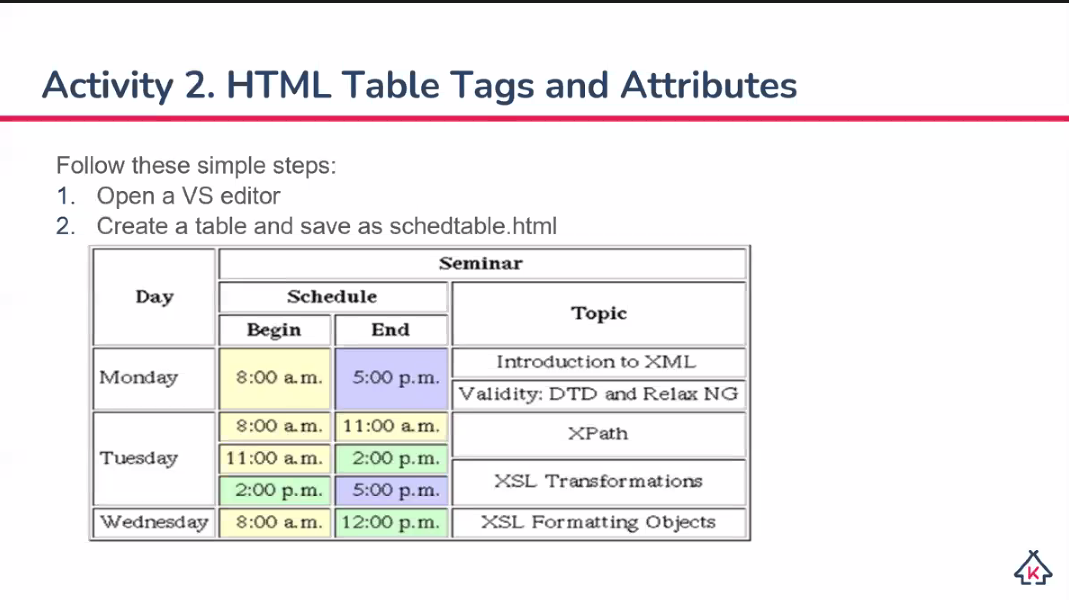 Activity 2. HTML Table Tags and Attributes
Follow these simple steps:
1. Open a VS editor
2. Create a table and save as schedtable.html
Day
Seminar
Schedule
Topic
Begin
End
Monday
8:00 a.m.
5:00 p.m.
Introduction to XML
Validity: DTD and Relax NG
Tuesday
8:00 a.m.
11:00 a.m.
XPath
11:00 a.m.
2:00 p.m.
XSL Transformations
2:00 p.m.
5:00 p.m.
Wednesday
8:00 a.m.
12:00 p.m.
XSL Formatting Objects
K